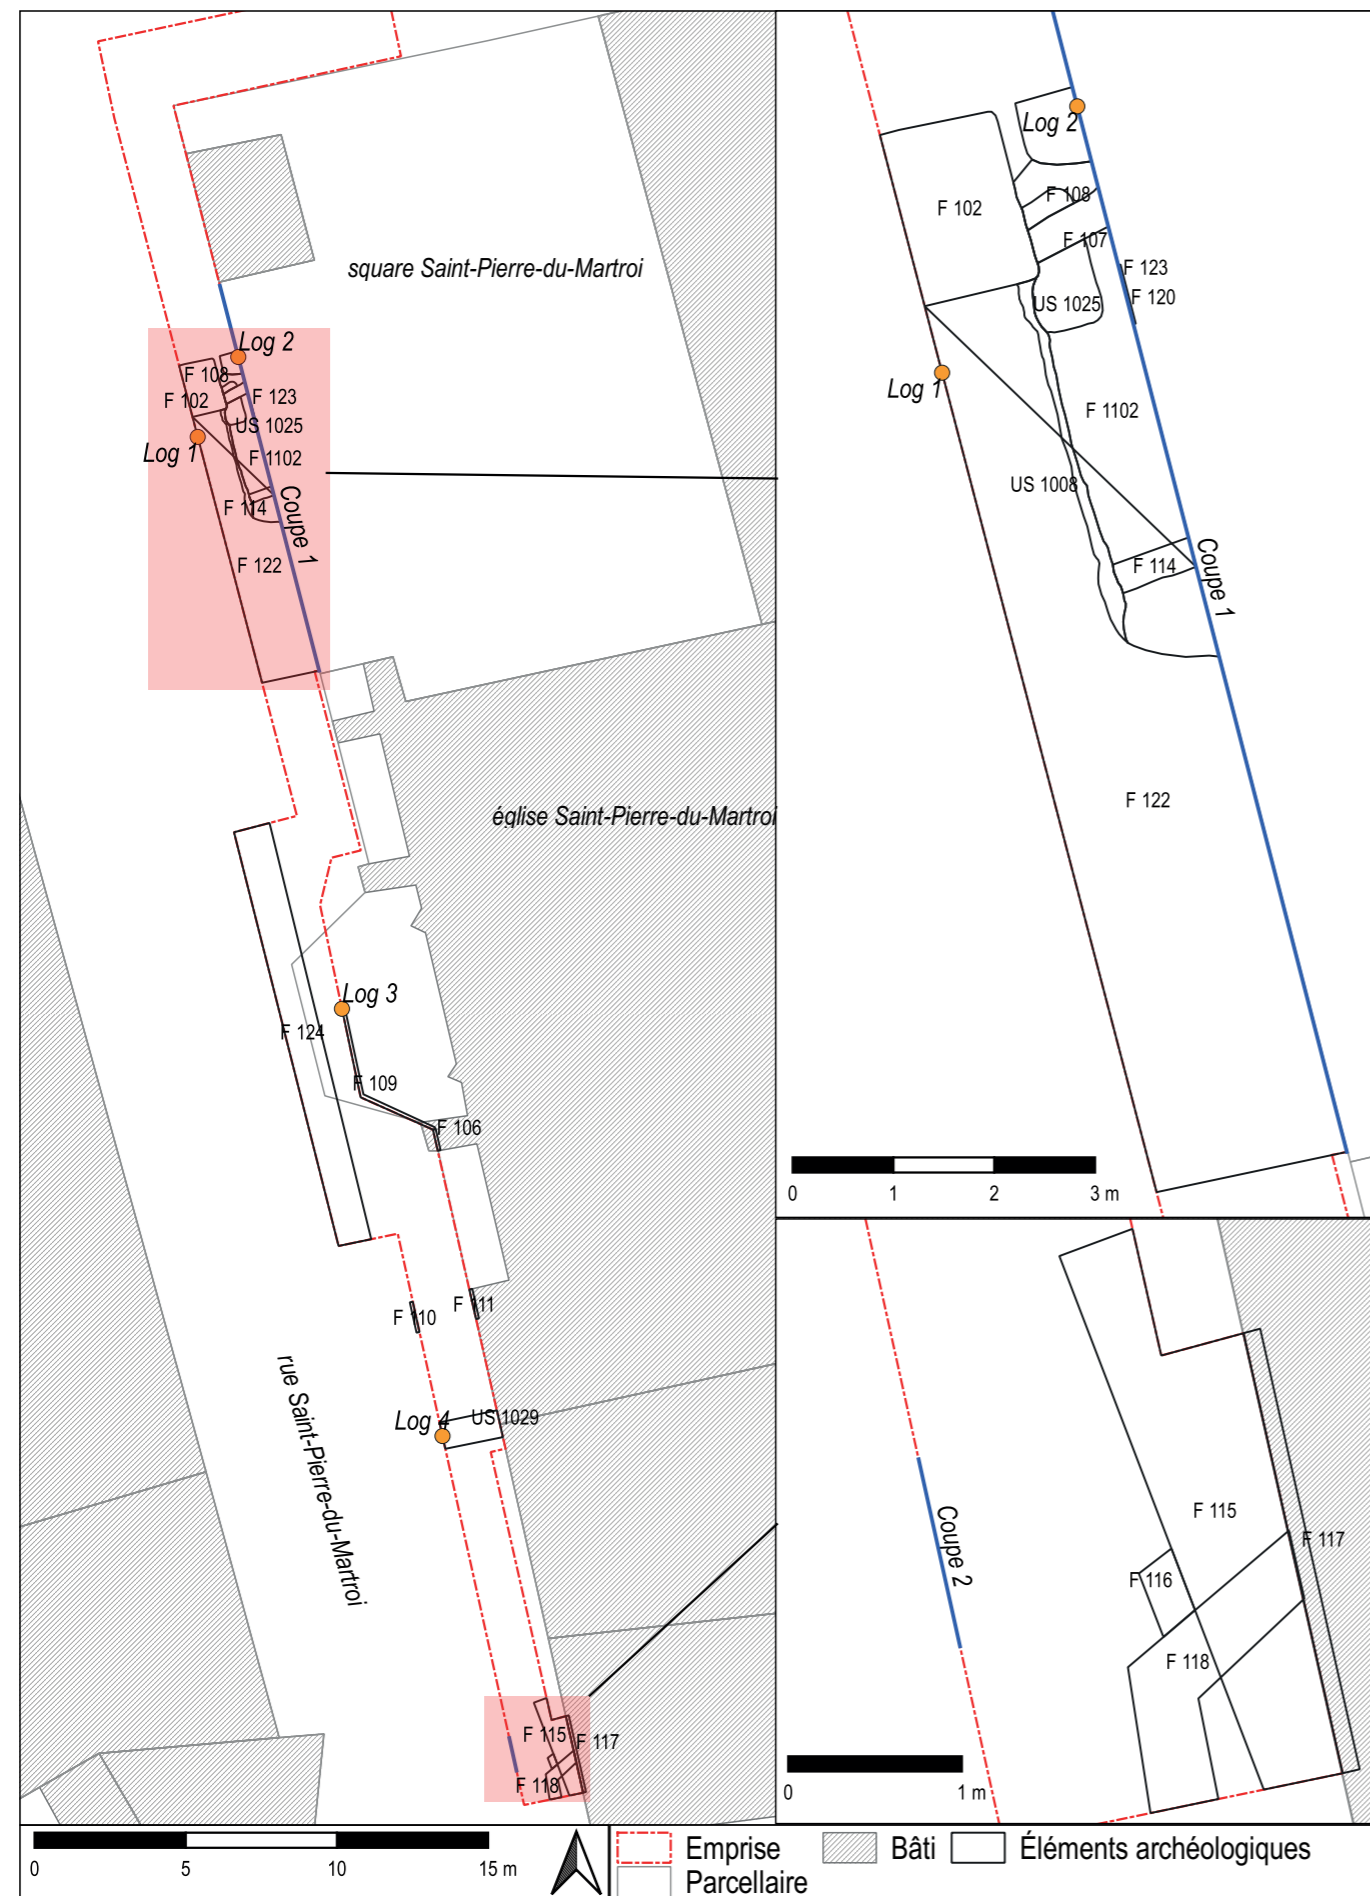 square Saint-Pierre-du-Martroi
Log 2
F 108
F 102
F 123
US 1025
Log 1
F 1102
F 114
Coupe 1
F 122
église Saint-Pierre-du-Martroi
Log 3
F 124
F 109
F 106
F 110
F 111
Log 4
US 1029
rue Saint-Pierre-du-Martroi
F 115
F 117
F 118
Log 2
F 102
F 108
F 107
F 123
F 120
US 1025
Log 1
F 1102
US 1008
F 114
Coupe 1
F 122
0 1 2 3 m
F 115
F 117
Coupe 2
F 116
F 118
0 1 m
0 5 10 15 m
Emprise
Bâti
Éléments archéologiques
Parcellaire